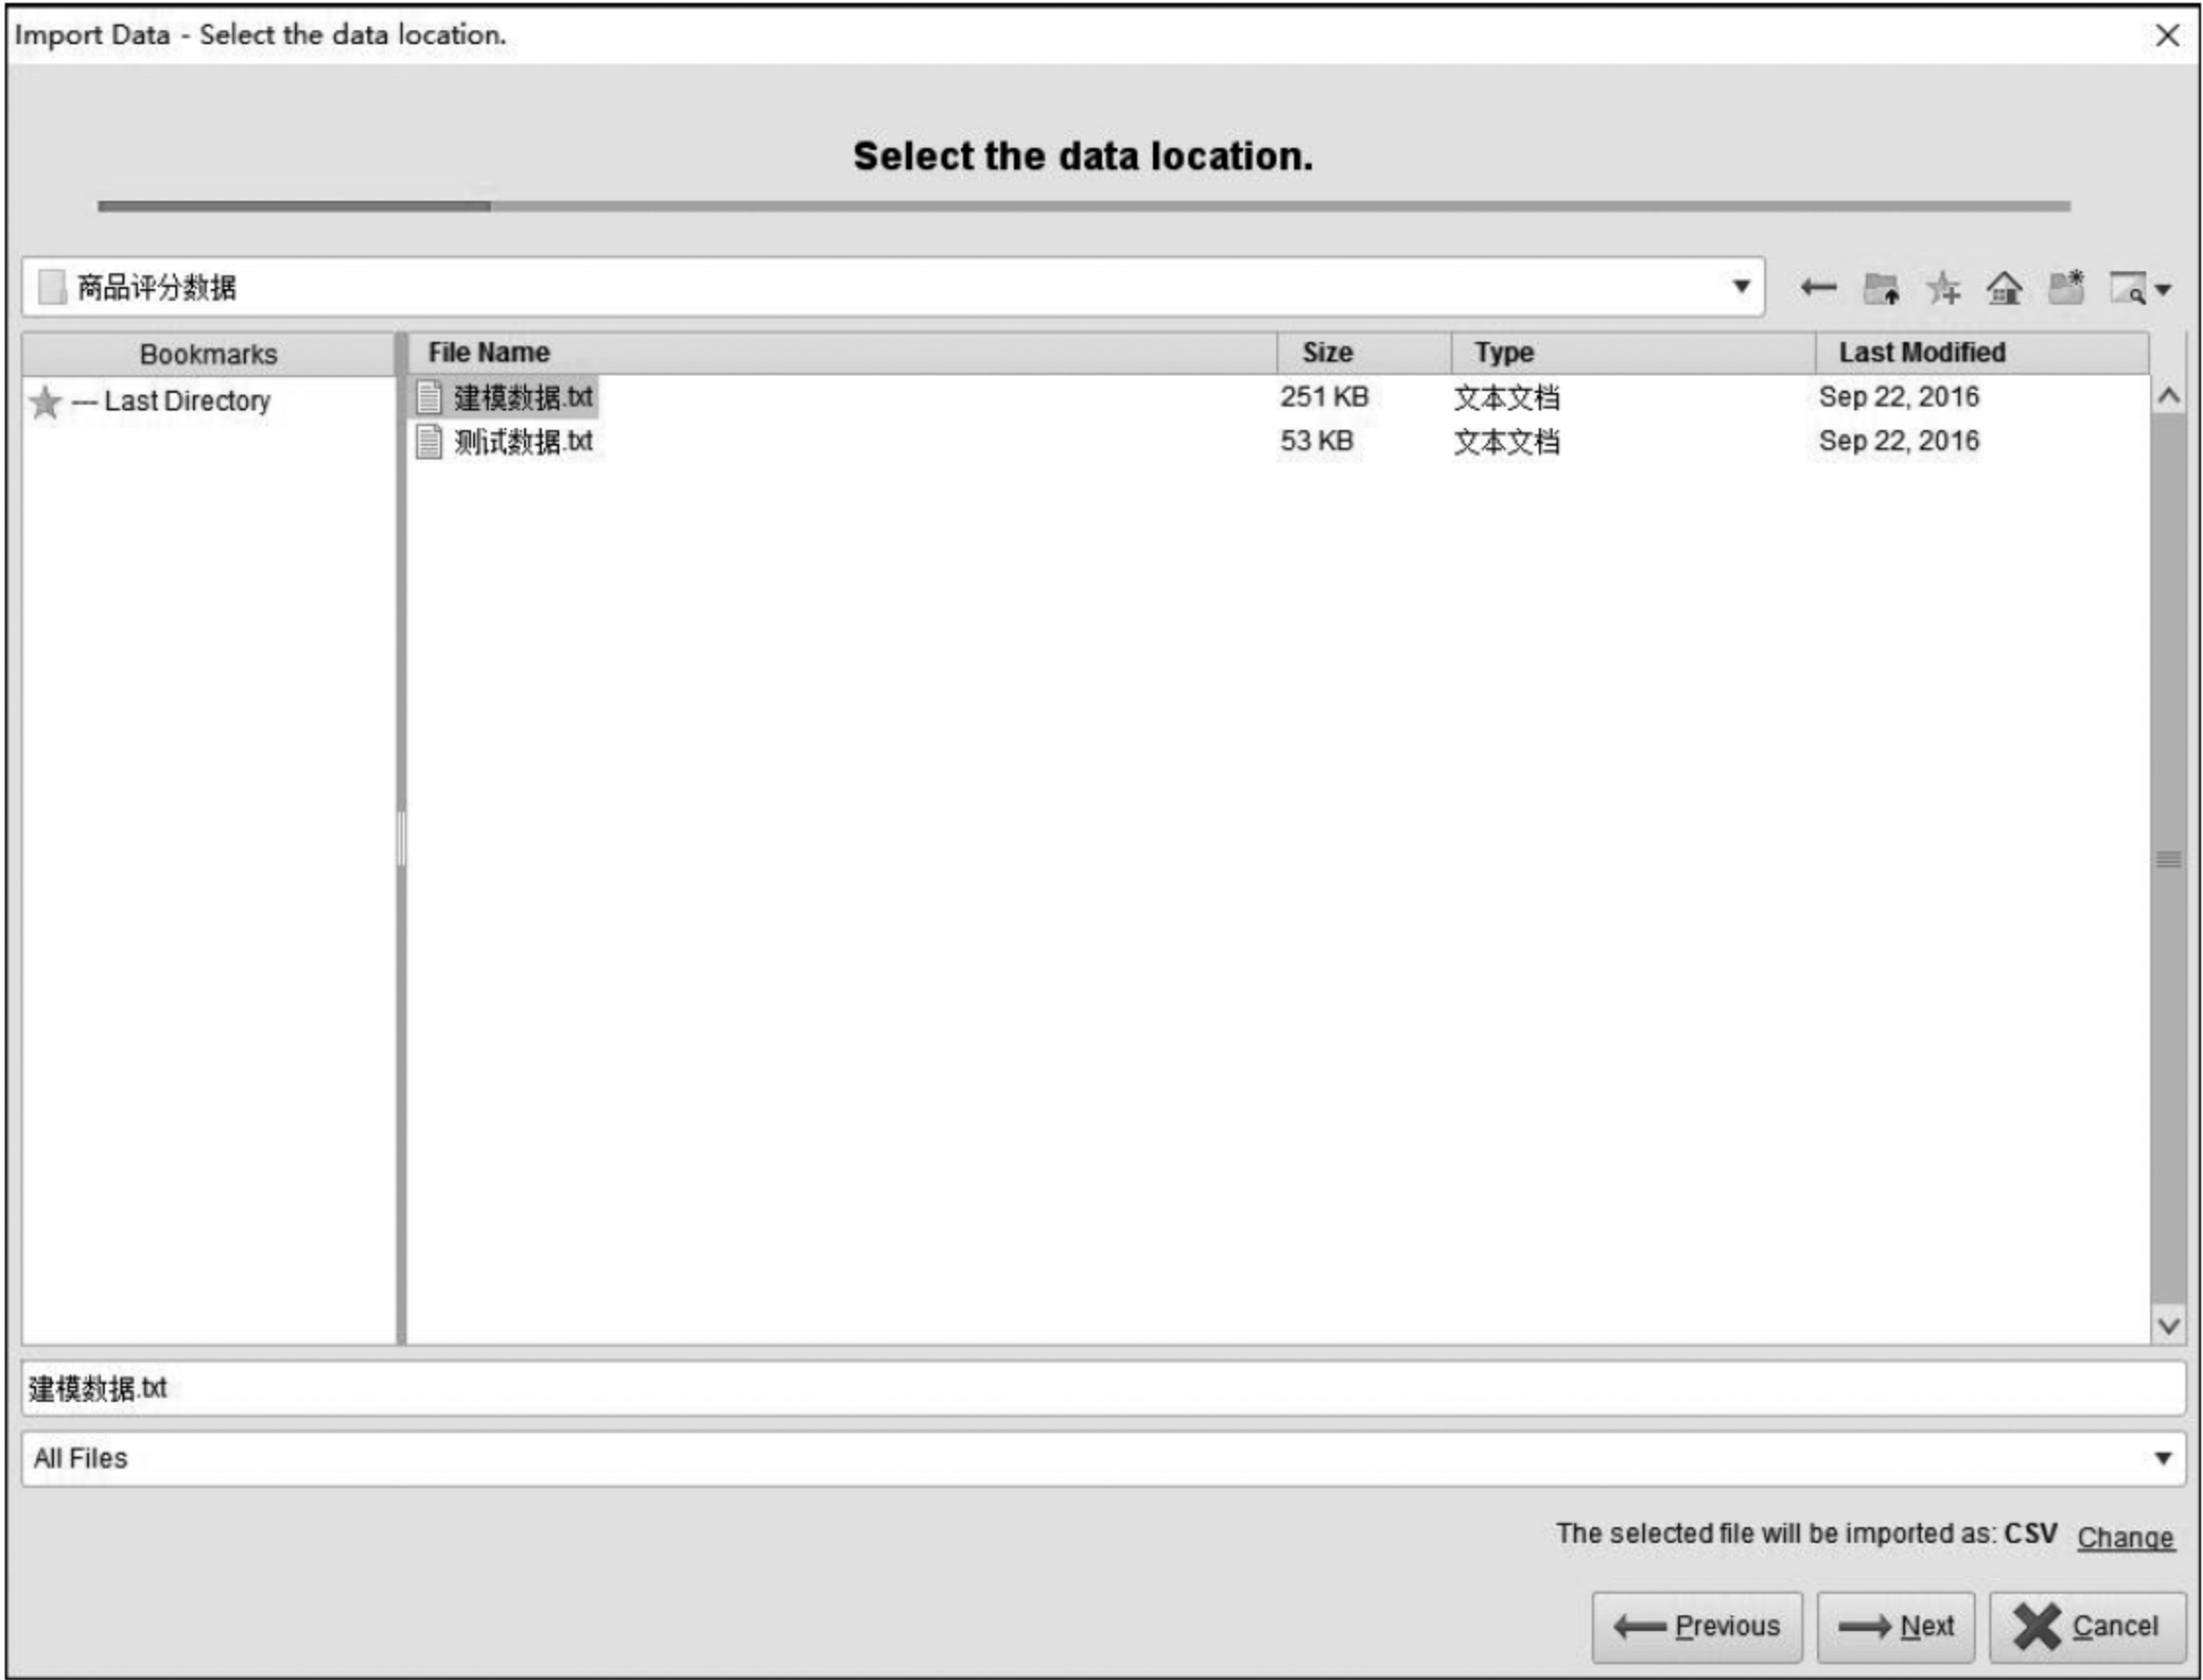 Import Data - Select the data location.
Select the data location.
商品评分数据
Bookmarks
File Name Size Type Last Modified
--- Last Directory
建模数据.txt 251 KB 文本文档 Sep 22, 2016
测试数据.txt 53 KB 文本文档 Sep 22, 2016
建模数据.txt
All Files
The selected file will be imported as: CSV Change
Previous Next Cancel